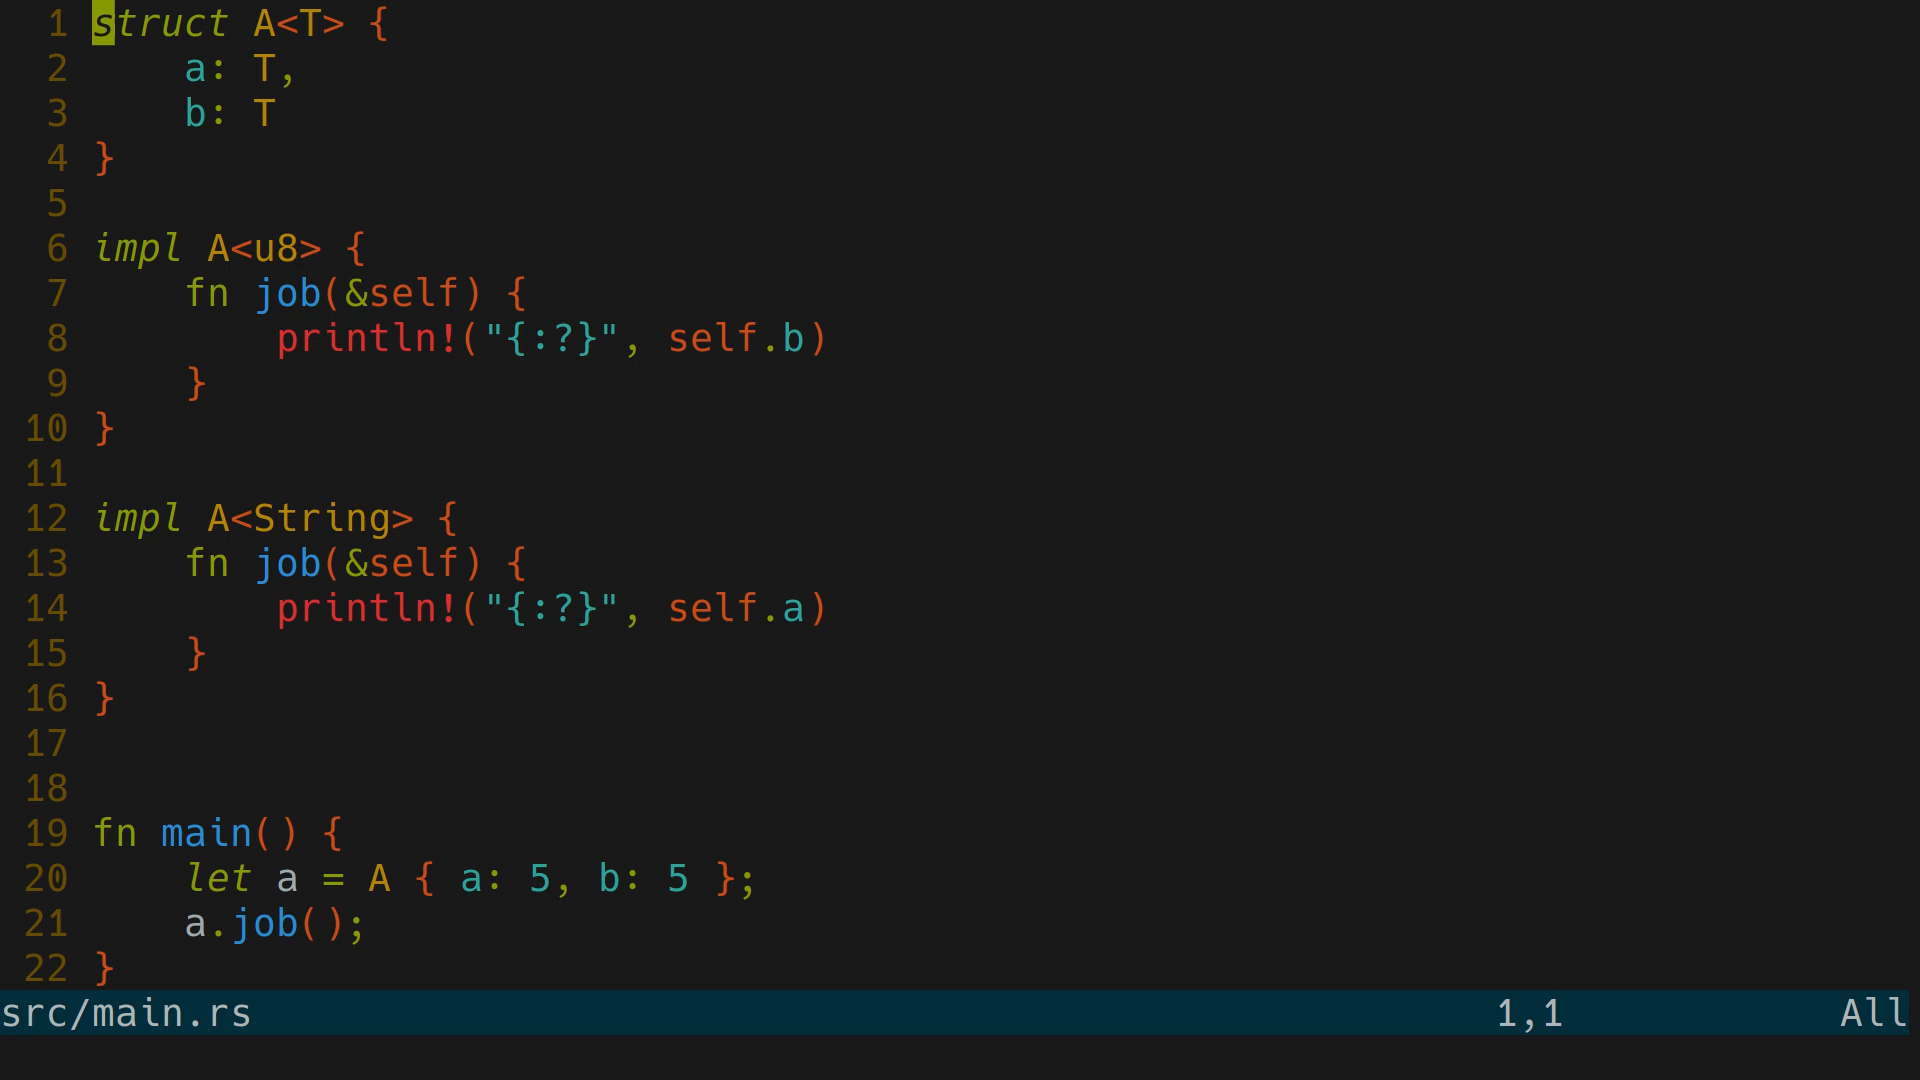 1 struct A<T> {
2     a: T,
3     b: T
4 }
5
6 impl A<u8> {
7     fn job(&self) {
8         println!("{:?}", self.b)
9     }
10 }
11
12 impl A<String> {
13     fn job(&self) {
14         println!("{:?}", self.a)
15     }
16 }
17
18
19 fn main() {
20     let a = A { a: 5, b: 5 };
21     a.job();
22 }
src/main.rs 1,1 All